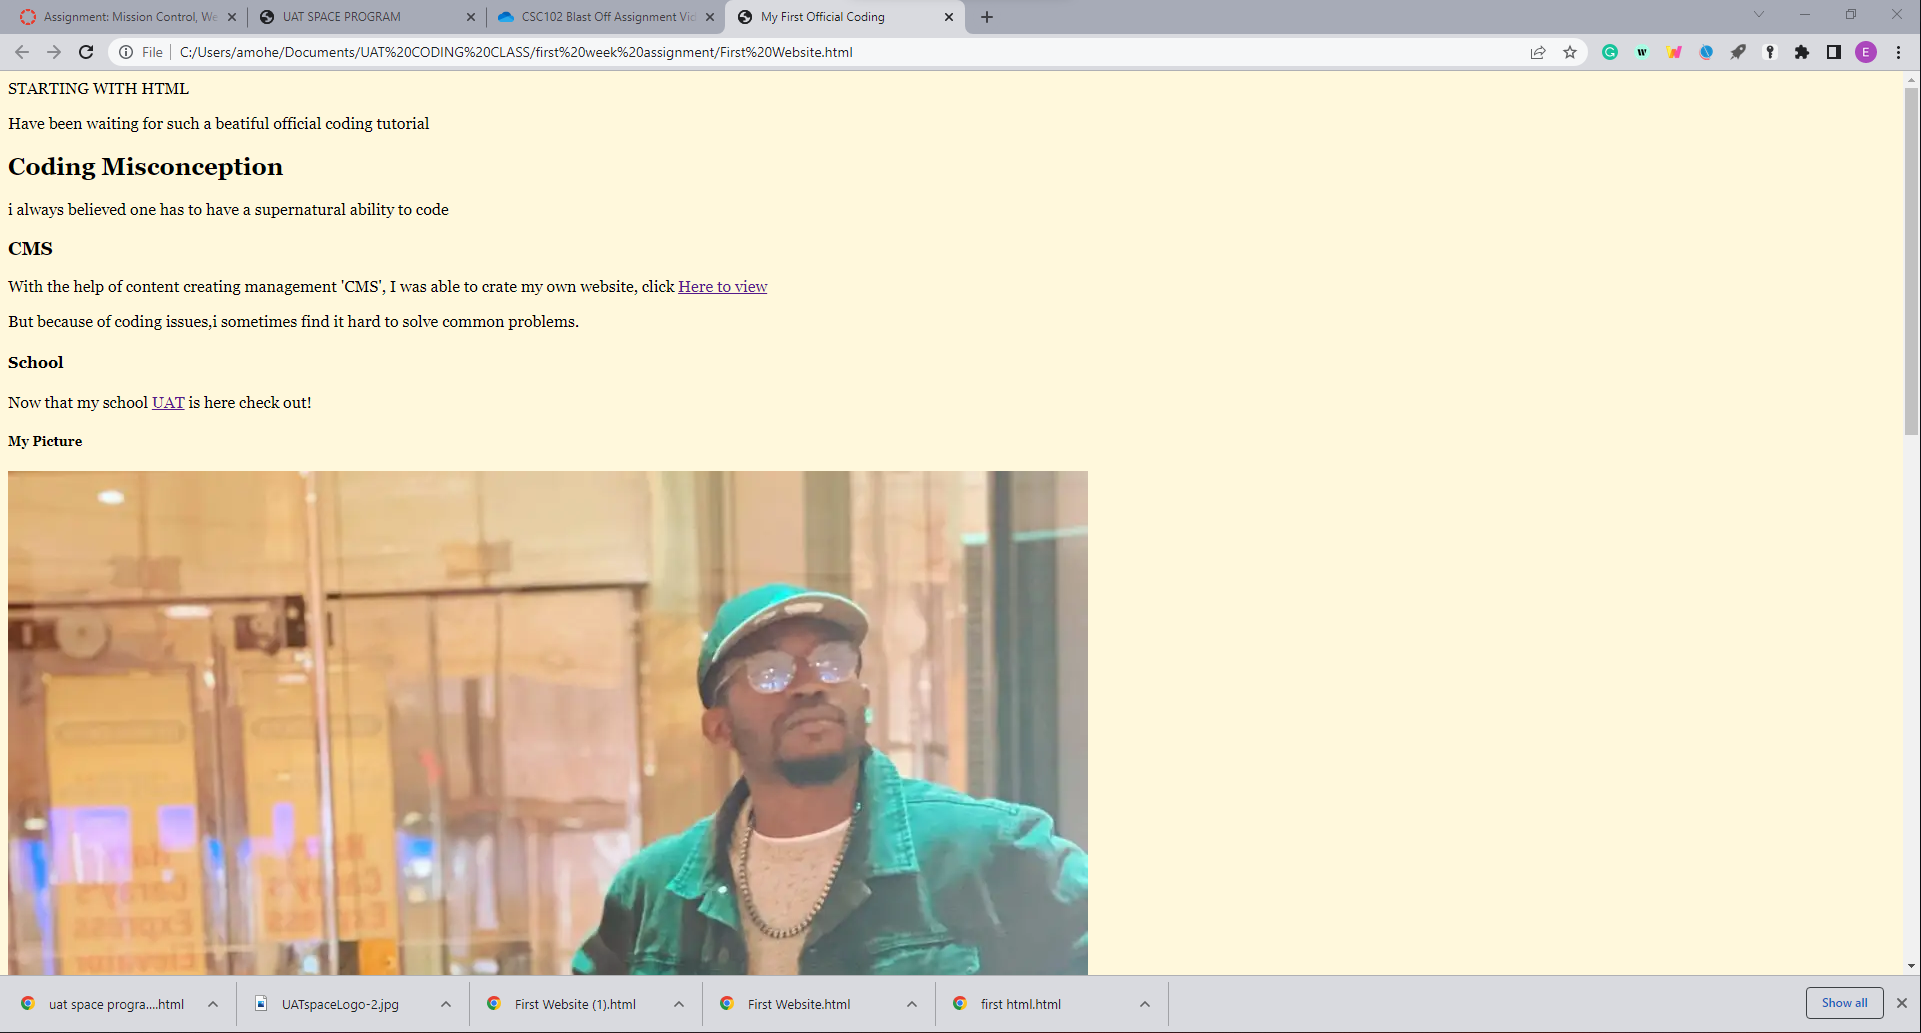 Assignment: Mission Control, We
UAT SPACE PROGRAM
CSC102 Blast Off Assignment Vid
My First Official Coding
File
C:/Users/amohe/Documents/UAT%20CODING%20CLASS/first%20week%20assignment/First%20Website.html
E
STARTING WITH HTML
Have been waiting for such a beatiful official coding tutorial
Coding Misconception
i always believed one has to have a supernatural ability to code
CMS
With the help of content creating management 'CMS', I was able to crate my own website, click Here to view
But because of coding issues,i sometimes find it hard to solve common problems.
School
Now that my school UAT is here check out!
My Picture
Carey's
Express
Elevator
Carey's
Express
uat space progra....html
UATspaceLogo-2.jpg
First Website (1).html
First Website.html
first html.html
Show all